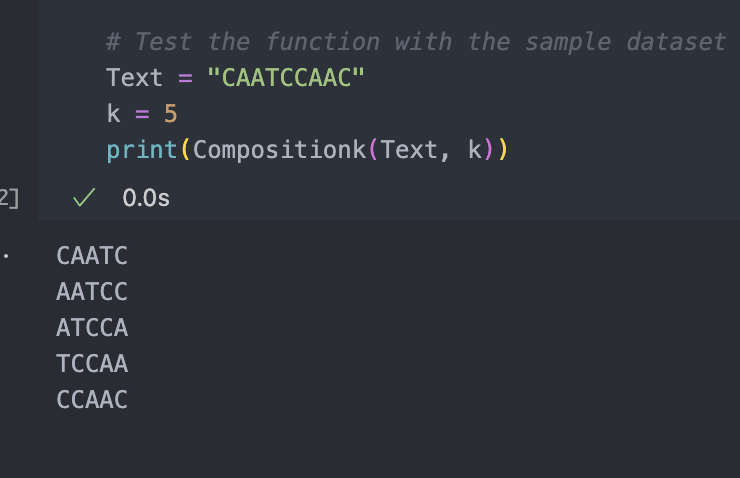 # Test the function with the sample dataset
Text = "CAATCCAAC"
k = 5
print(Compositionk(Text, k))
2]
0.0s
CAATC
AATCC
ATCCA
TCCAA
CCAAC